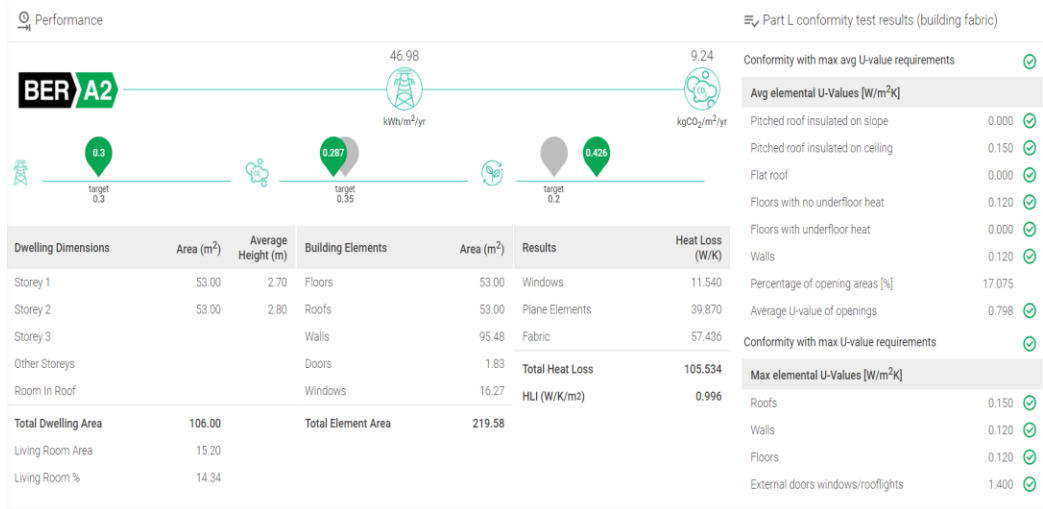 Performance
46.98
9.24
BER A2
kWh/m²/yr
kgCO₂/m²/yr
CO₂
0.3
target
0.3
CO₂
0.287
target
0.35
0.426
target
0.2
Dwelling Dimensions Area (m²) Average Height (m)
Storey 1 53.00 2.70
Storey 2 53.00 2.80
Storey 3
Other Storeys
Room In Roof
Total Dwelling Area 106.00
Living Room Area 15.20
Living Room % 14.34
Building Elements Area (m²)
Floors 53.00
Roofs 53.00
Walls 95.48
Doors 1.83
Windows 16.27
Total Element Area 219.58
Results Heat Loss (W/K)
Windows 11.540
Plane Elements 39.870
Fabric 57.436
Total Heat Loss 105.534
HLI (W/K/m2) 0.996
Part L conformity test results (building fabric)
Conformity with max avg U-value requirements
Avg elemental U-Values [W/m²K]
Pitched roof insulated on slope 0.000
Pitched roof insulated on ceiling 0.150
Flat roof 0.000
Floors with no underfloor heat 0.120
Floors with underfloor heat 0.000
Walls 0.120
Percentage of opening areas [%] 17.075
Average U-value of openings 0.798
Conformity with max U-value requirements
Max elemental U-Values [W/m²K]
Roofs 0.150
Walls 0.120
Floors 0.120
External doors windows/rooflights 1.400